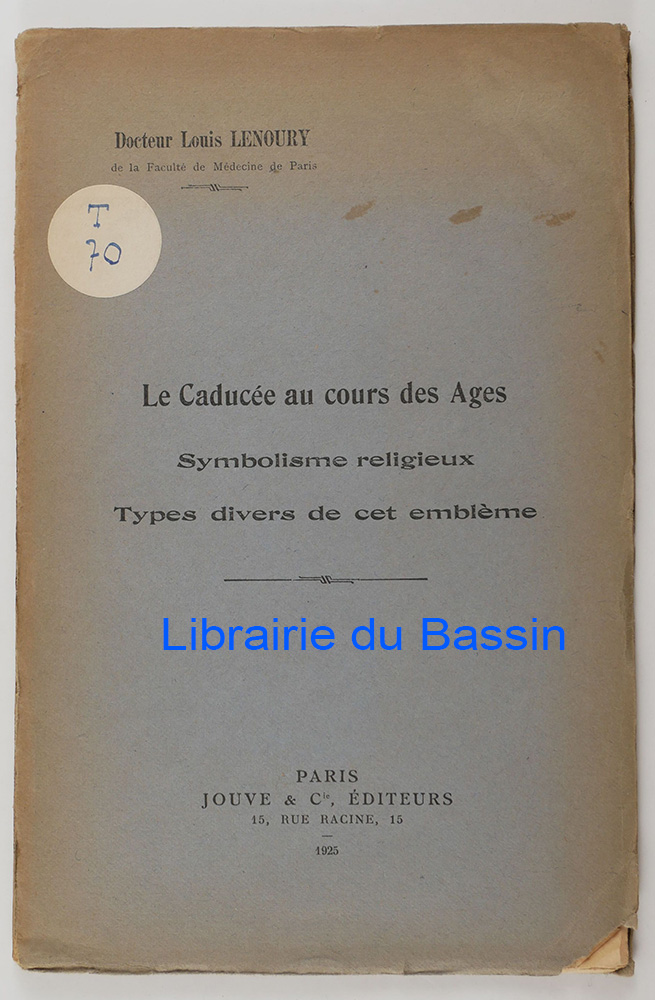 Docteur Louis LENOURY
de la Faculté de Médecine de Paris
T
70
Le Caducée au cours des Ages
Symbolisme religieux
Types divers de cet emblème
Librairie du Bassin
PARIS
JOUVE & Cie, ÉDITEURS
15, RUE RACINE, 15
1925